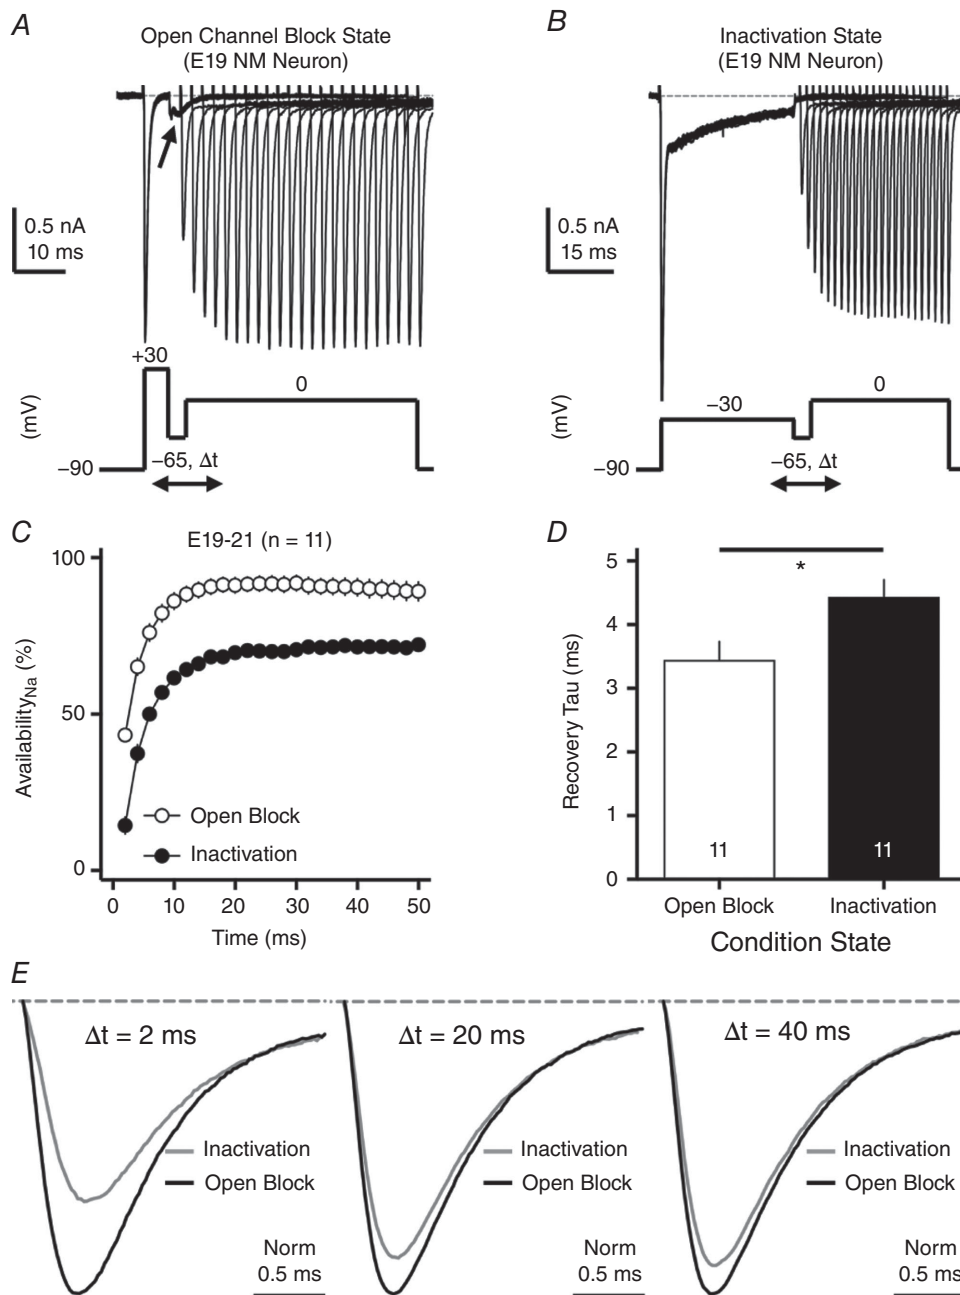 A
Open Channel Block State
(E19 NM Neuron)
0.5 nA
10 ms
+30
0
(mV)
−90
−65, Δt
B
Inactivation State
(E19 NM Neuron)
0.5 nA
15 ms
−30
0
(mV)
−90
−65, Δt
C
E19-21 (n = 11)
100
50
0
Availability_Na (%)
Open Block
Inactivation
0 10 20 30 40 50
Time (ms)
D
*
5
4
3
2
1
0
Recovery Tau (ms)
11
11
Open Block Inactivation
Condition State
E
Δt = 2 ms
Inactivation
Open Block
Norm
0.5 ms
Δt = 20 ms
Inactivation
Open Block
Norm
0.5 ms
Δt = 40 ms
Inactivation
Open Block
Norm
0.5 ms